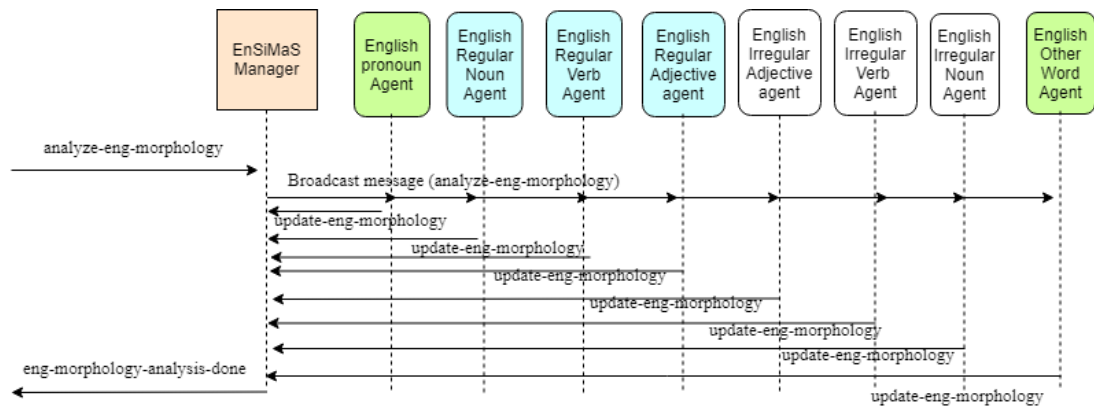 EnSiMaS
Manager
English
pronoun
Agent
English
Regular
Noun
Agent
English
Regular
Verb
Agent
English
Regular
Adjective
agent
English
Irregular
Adjective
agent
English
Irregular
Verb
Agent
English
Irregular
Noun
Agent
English
Other
Word
Agent
analyze-eng-morphology
Broadcast message (analyze-eng-morphology)
update-eng-morphology
update-eng-morphology
update-eng-morphology
update-eng-morphology
update-eng-morphology
update-eng-morphology
eng-morphology-analysis-done
update-eng-morphology